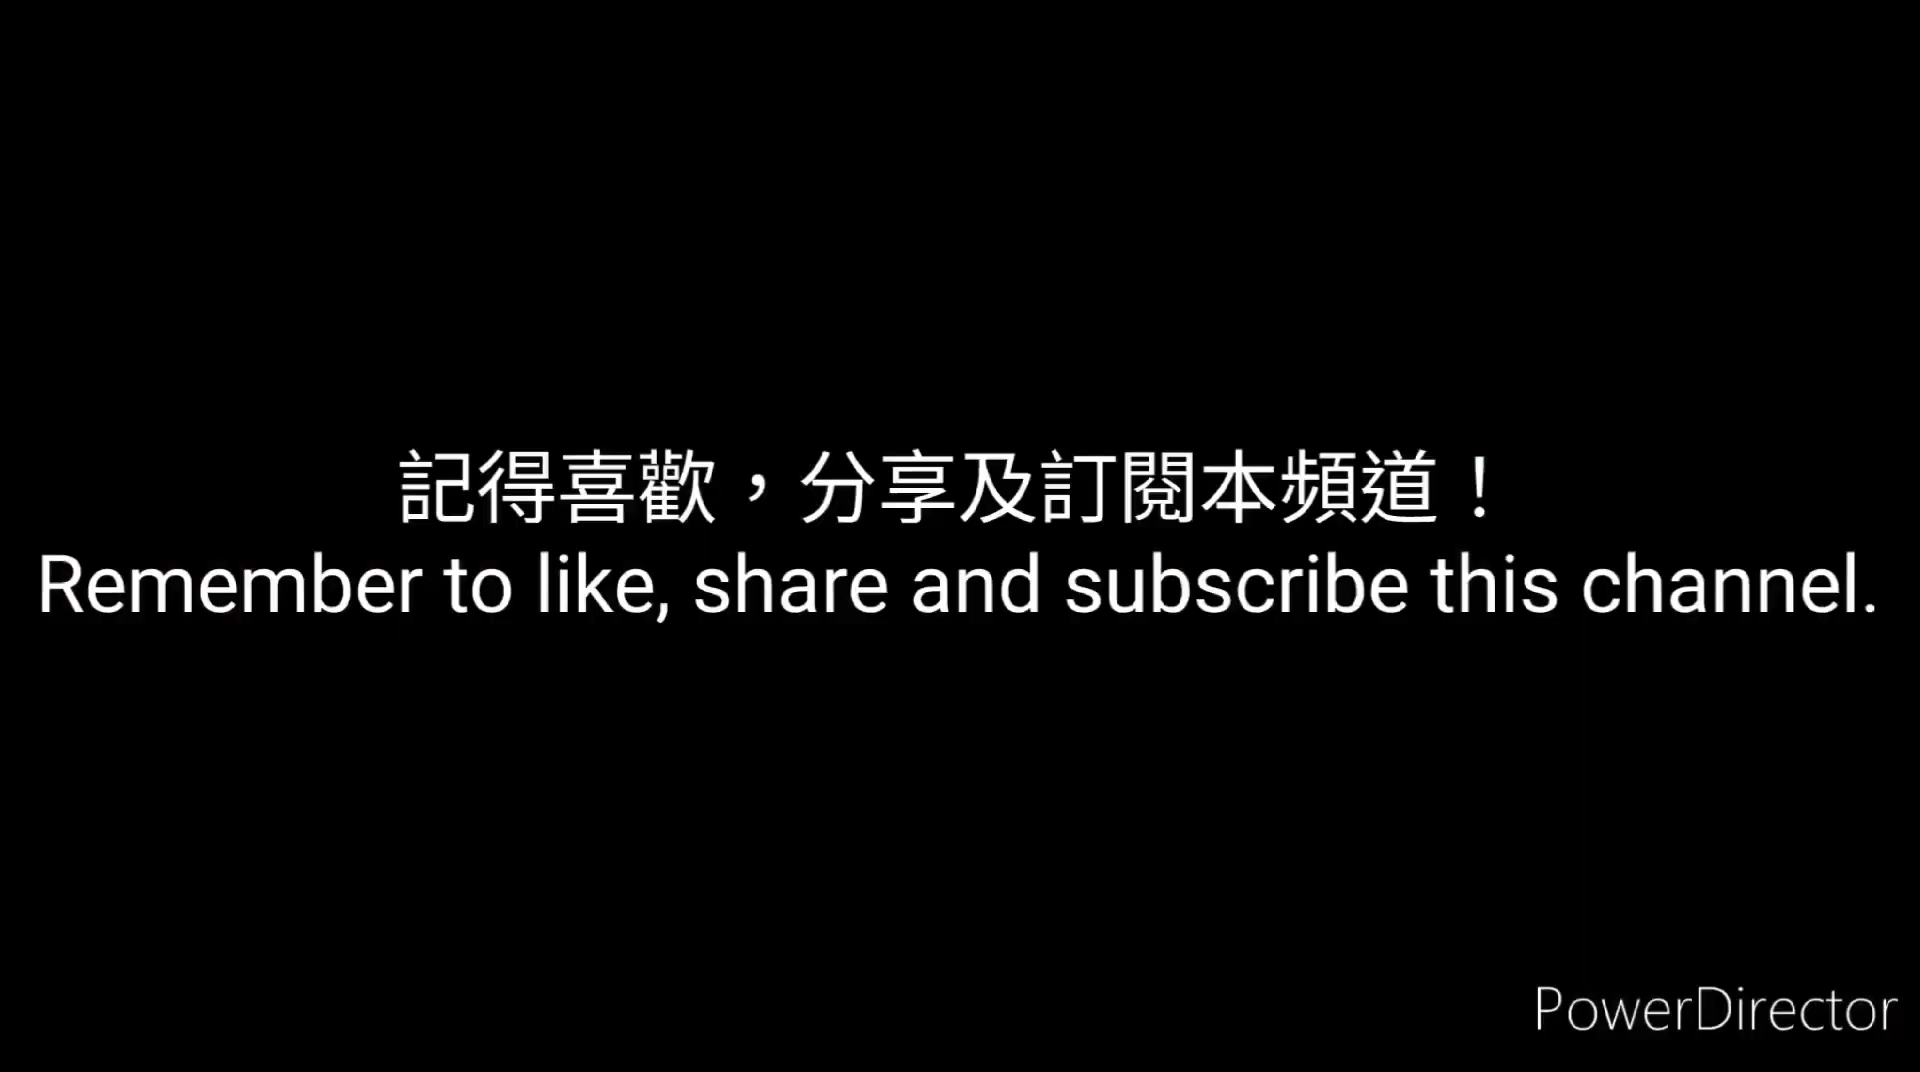 記得喜歡，分享及訂閱本頻道！
Remember to like, share and subscribe this channel.
PowerDirector